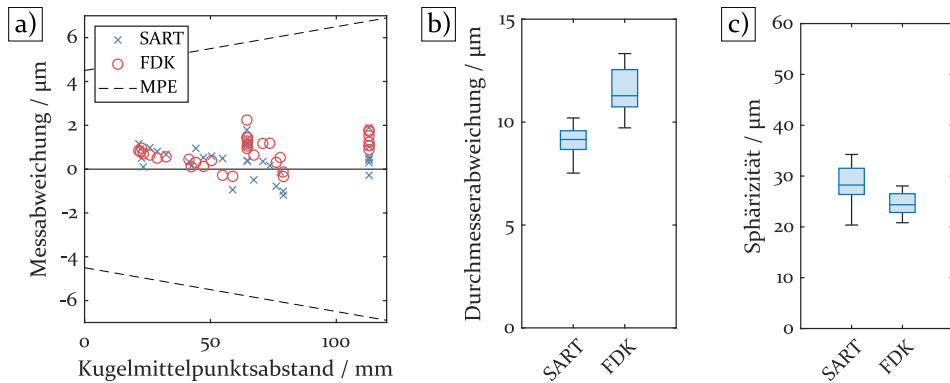 a)
Messabweichung / µm
6
4
2
0
-2
-4
-6
SART
FDK
MPE
0
50
100
Kugelmittelpunktsabstand / mm
b)
Durchmesserabweichung / µm
15
10
5
0
SART
FDK
c)
Sphärizität / µm
60
50
40
30
20
10
0
SART
FDK